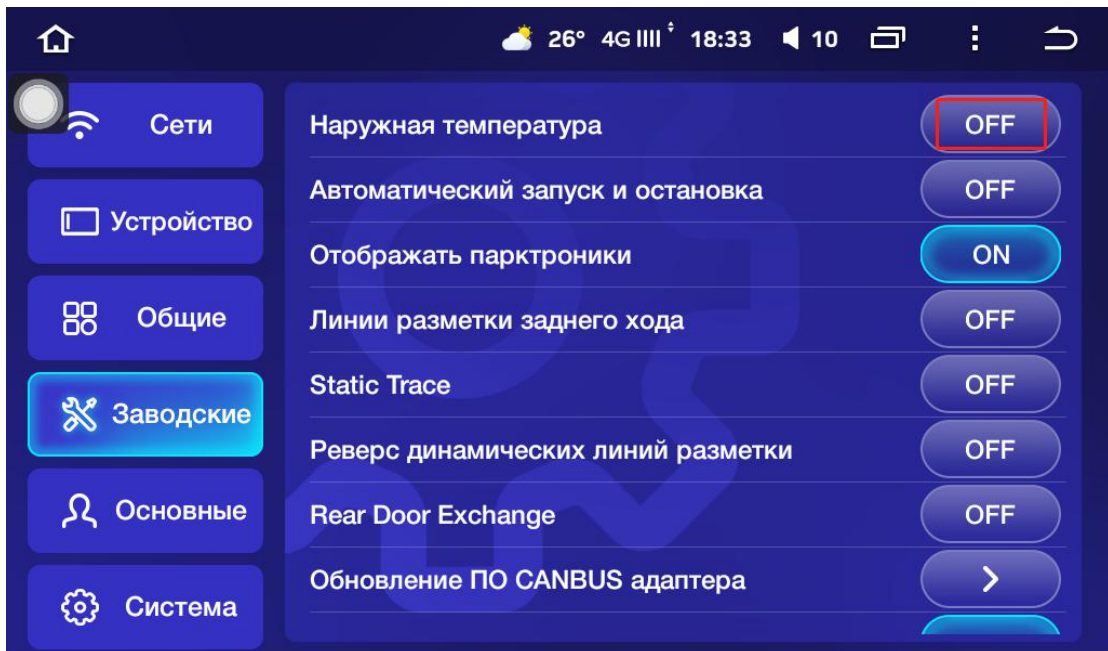 26° 4G 18:33 10
Сети
Устройство
Общие
Заводские
Основные
Система
Наружная температура OFF
Автоматический запуск и остановка OFF
Отображать парктроники ON
Линии разметки заднего хода OFF
Static Trace OFF
Реверс динамических линий разметки OFF
Rear Door Exchange OFF
Обновление ПО CANBUS адаптера